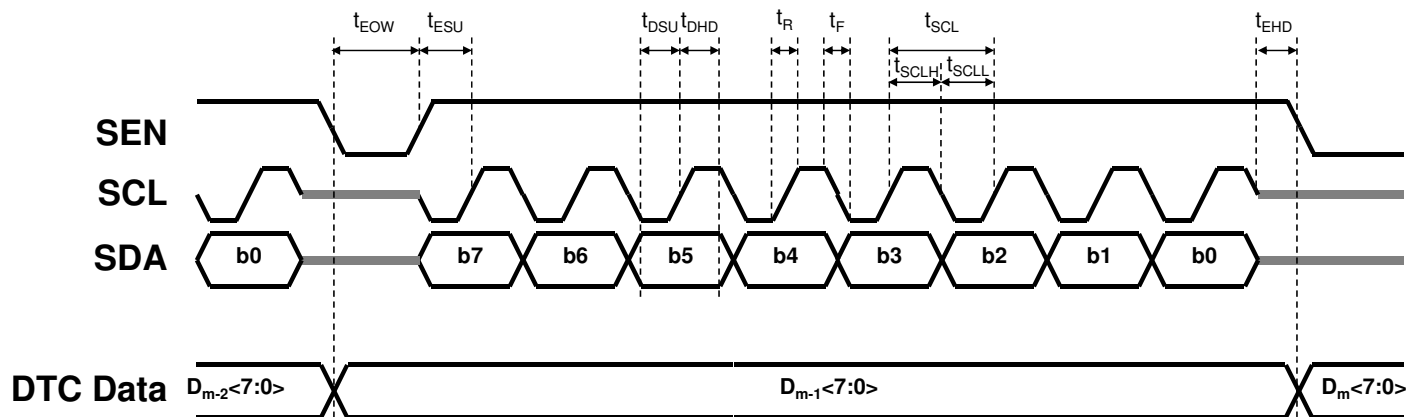 tEOW tESU tDSU tDHD tR tF tSCL tEHD
tSCLH tSCLL
SEN
SCL
SDA b0 b7 b6 b5 b4 b3 b2 b1 b0
DTC Data Dm-2<7:0> Dm-1<7:0> Dm<7:0>